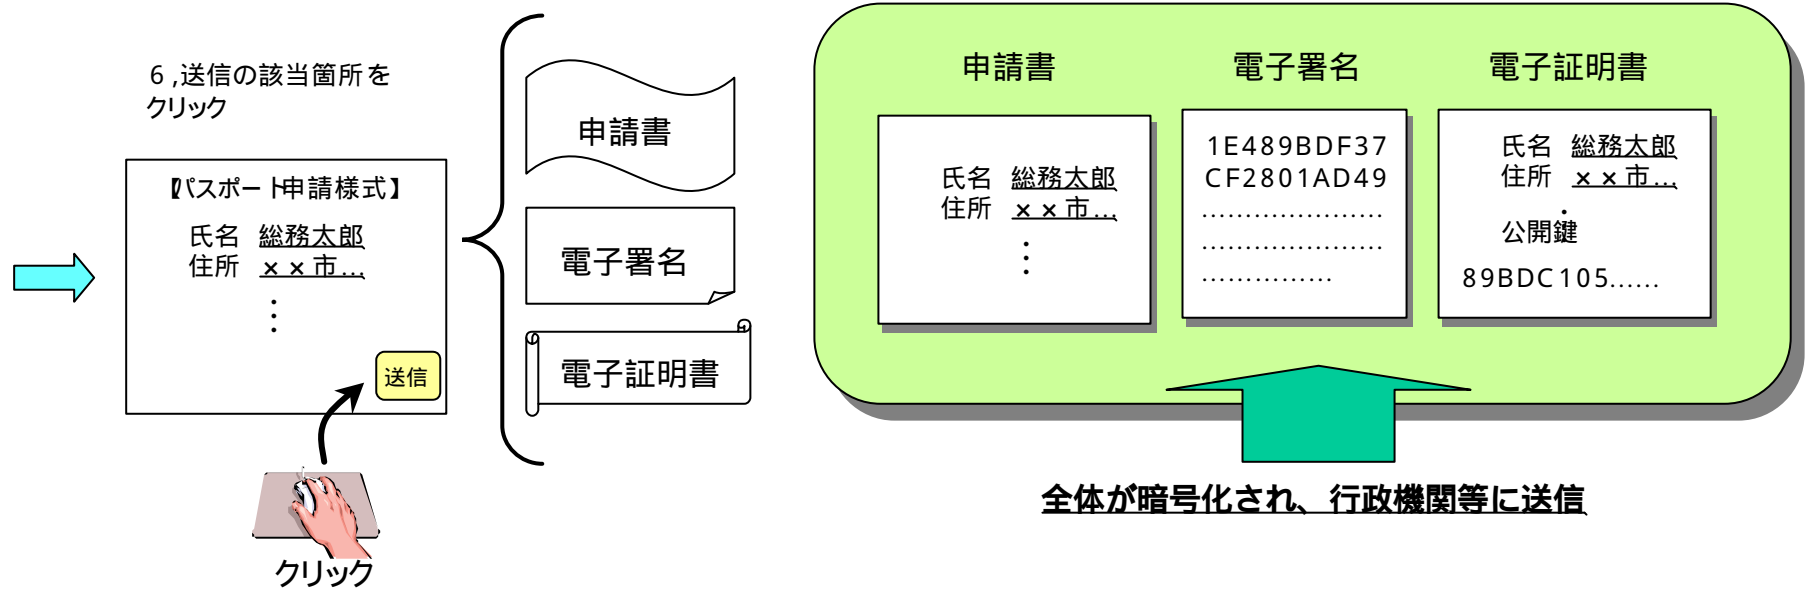 6,送信の該当箇所を
クリック
【パスポート申請様式】
氏名 総務太郎
住所 ××市...
送信
クリック
申請書
電子署名
電子証明書
申請書
氏名 総務太郎
住所 ××市...
電子署名
1E489BDF37
CF2801AD49
.....................
.....................
...............
電子証明書
氏名 総務太郎
住所 ××市...
公開鍵
89BDC105......
全体が暗号化され、行政機関等に送信